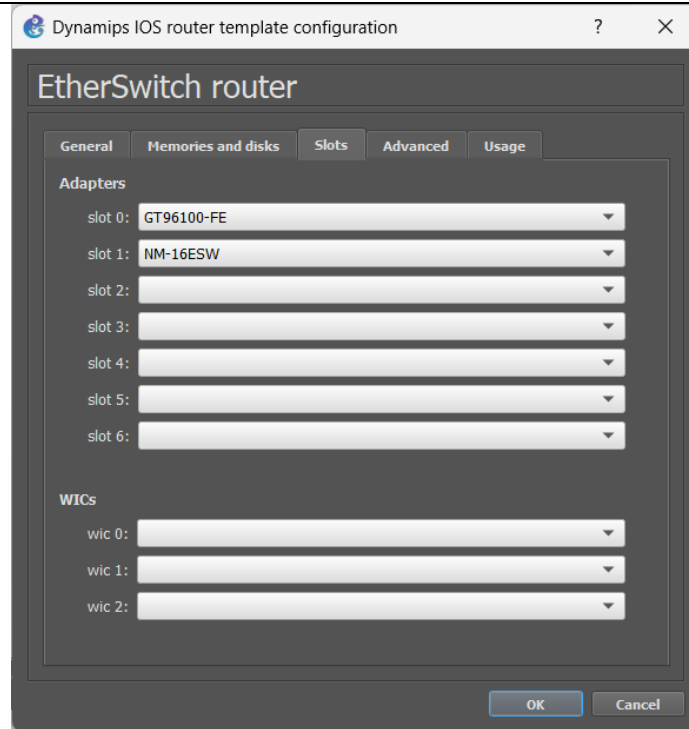 Dynamips IOS router template configuration ? ×
EtherSwitch router
General Memories and disks Slots Advanced Usage
Adapters
slot 0: GT96100-FE
slot 1: NM-16ESW
slot 2:
slot 3:
slot 4:
slot 5:
slot 6:
WICs
wic 0:
wic 1:
wic 2:
OK Cancel